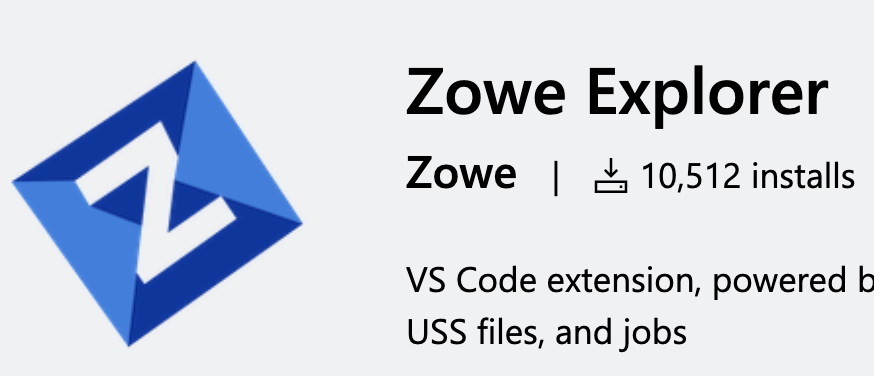 Z
Zowe Explorer
Zowe | 10,512 installs
VS Code extension, powered
USS files, and jobs